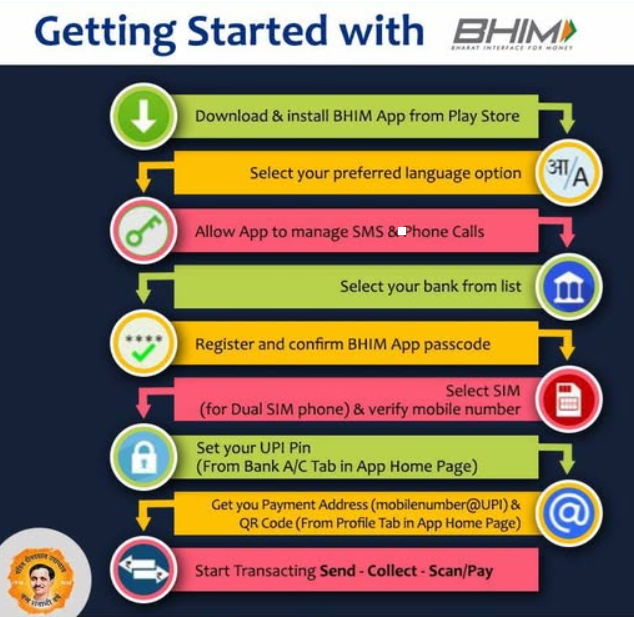 Getting Started with BHIM
BHARAT INTERFACE FOR MONEY
Download & install BHIM App from Play Store
Select your preferred language option
आ/A
Allow App to manage SMS & Phone Calls
Select your bank from list
Register and confirm BHIM App passcode
****
Select SIM
(for Dual SIM phone) & verify mobile number
Set your UPI Pin
(From Bank A/C Tab in App Home Page)
Get you Payment Address (mobilenumber@UPI) &
QR Code (From Profile Tab in App Home Page)
@
Start Transacting Send - Collect - Scan/Pay